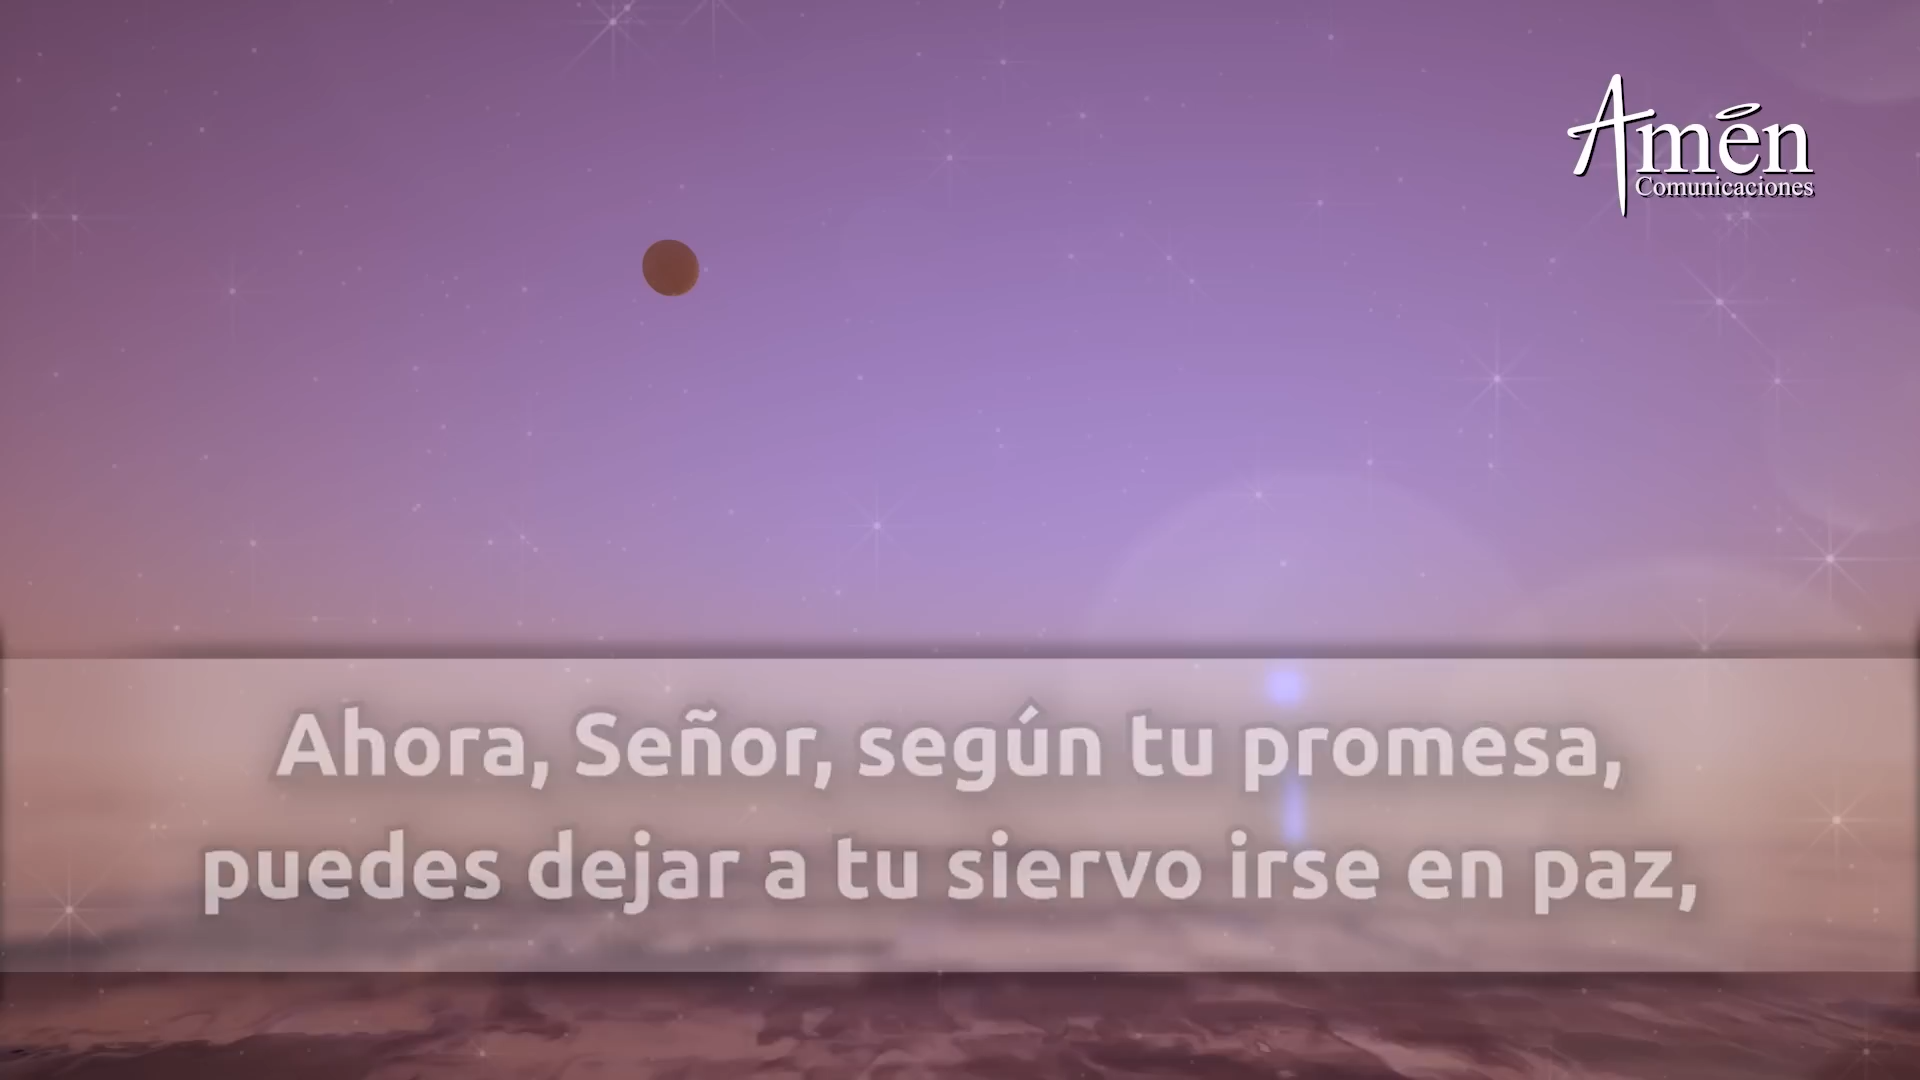 Amén
Comunicaciones
Ahora, Señor, según tu promesa,
puedes dejar a tu siervo irse en paz,